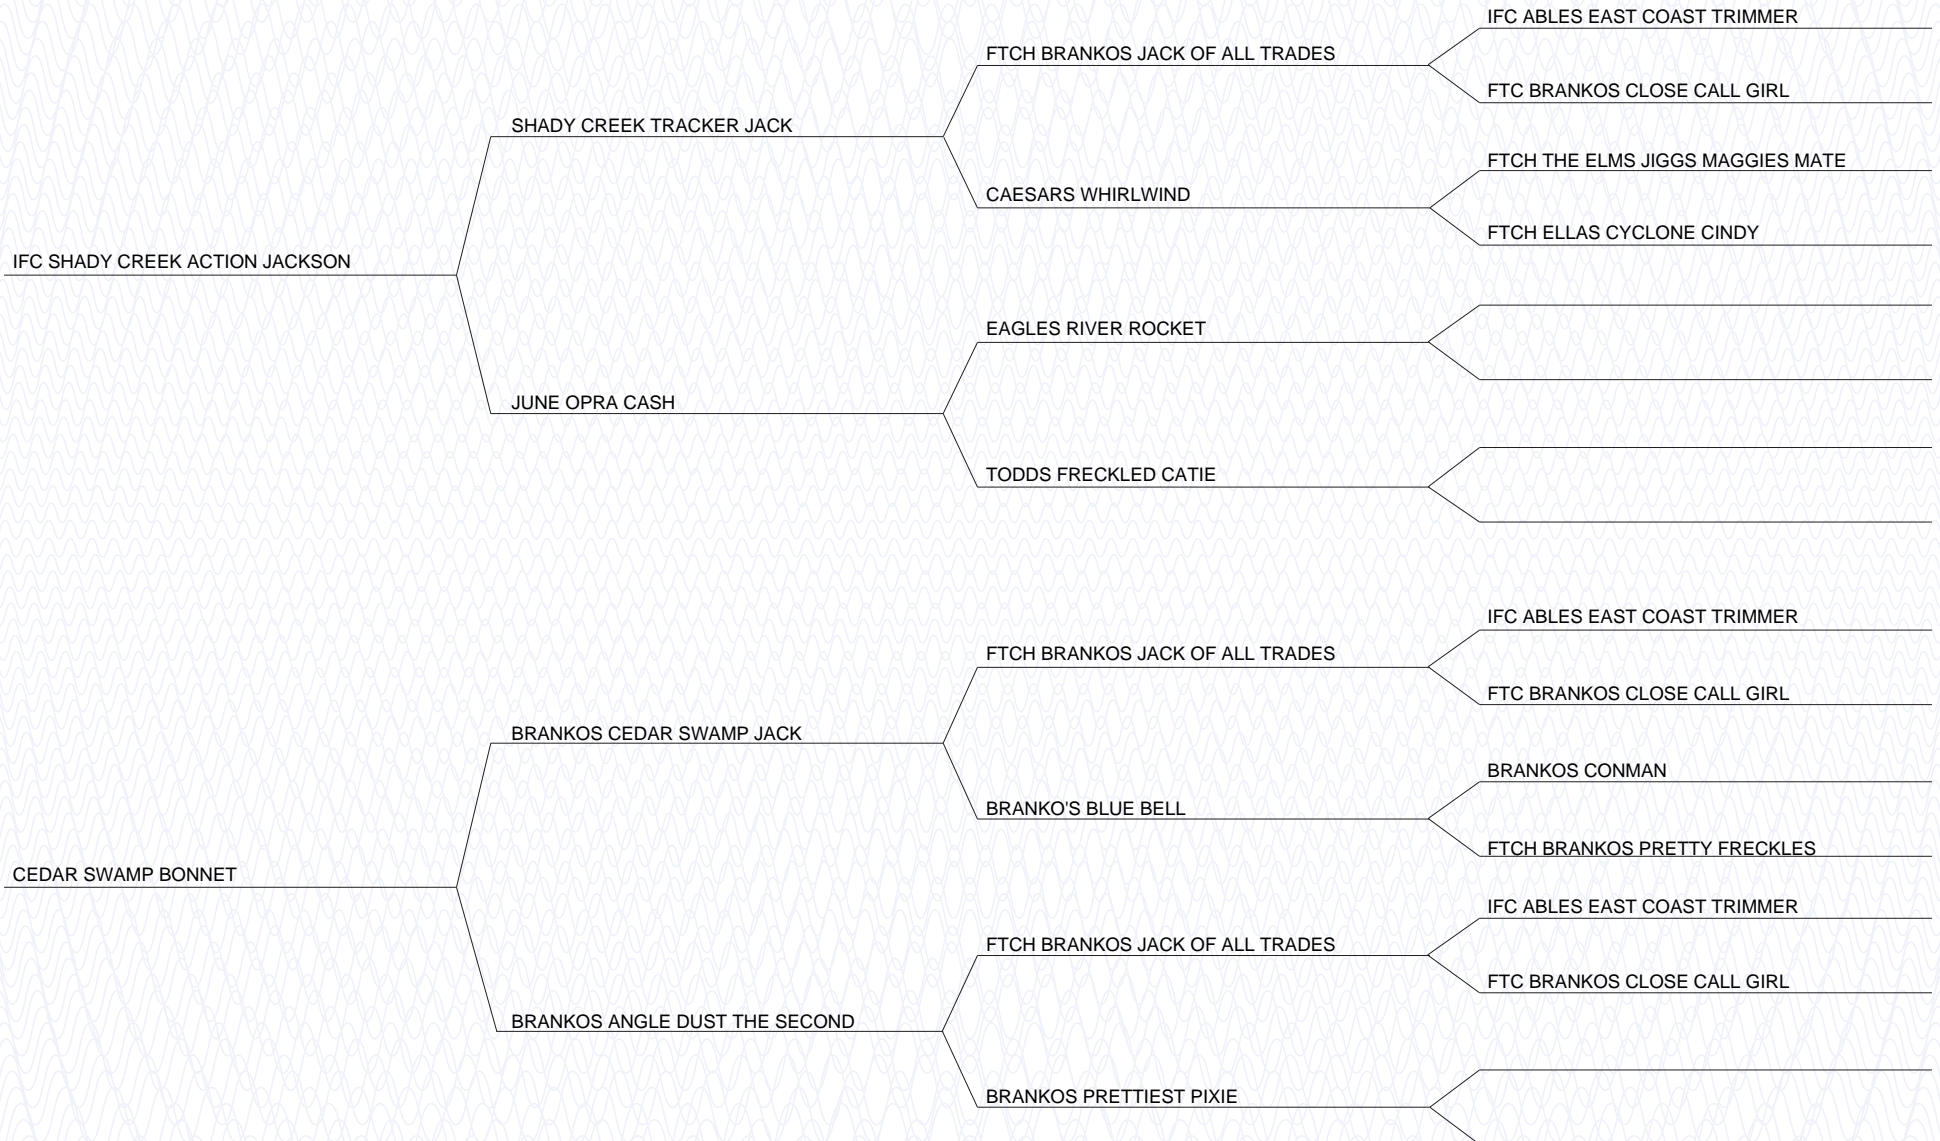 IFC ABLES EAST COAST TRIMMER
FTCH BRANKOS JACK OF ALL TRADES
FTC BRANKOS CLOSE CALL GIRL
SHADY CREEK TRACKER JACK
FTCH THE ELMS JIGGS MAGGIES MATE
CAESARS WHIRLWIND
FTCH ELLAS CYCLONE CINDY
IFC SHADY CREEK ACTION JACKSON
EAGLES RIVER ROCKET
JUNE OPRA CASH
TODDS FRECKLED CATIE
IFC ABLES EAST COAST TRIMMER
FTCH BRANKOS JACK OF ALL TRADES
FTC BRANKOS CLOSE CALL GIRL
BRANKOS CEDAR SWAMP JACK
BRANKOS CONMAN
BRANKO'S BLUE BELL
FTCH BRANKOS PRETTY FRECKLES
CEDAR SWAMP BONNET
IFC ABLES EAST COAST TRIMMER
FTCH BRANKOS JACK OF ALL TRADES
FTC BRANKOS CLOSE CALL GIRL
BRANKOS ANGLE DUST THE SECOND
BRANKOS PRETTIEST PIXIE